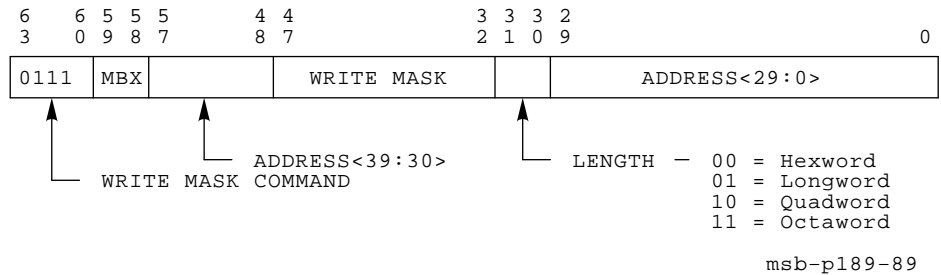 6 6 5 5 5 4 4 3 3 3 2
3 0 9 8 7 8 7 2 1 0 9 0
0111 MBX WRITE MASK ADDRESS<29:0>
ADDRESS<39:30> LENGTH – 00 = Hexword
WRITE MASK COMMAND 01 = Longword
10 = Quadword
11 = Octaword
msb-p189-89